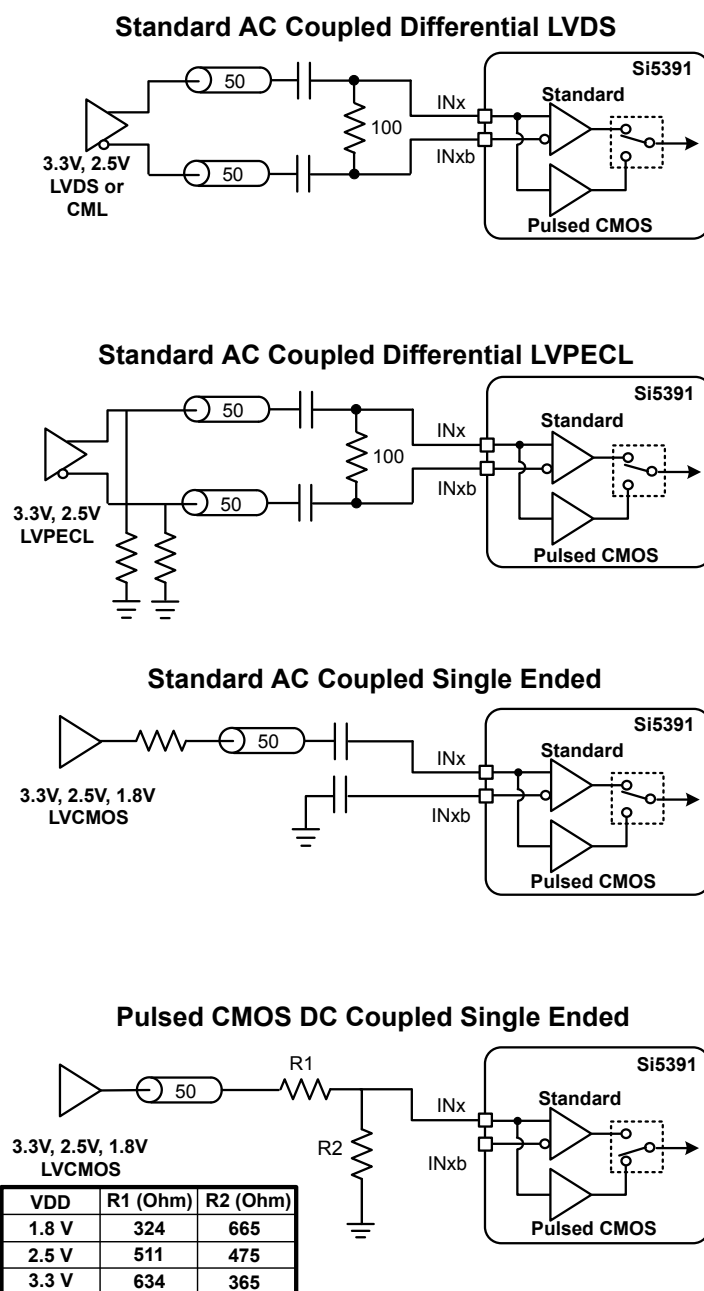 Standard AC Coupled Differential LVDS
Si5391
50
Standard
INx
100
INxb
50
3.3V, 2.5V
LVDS or
CML
Pulsed CMOS
Standard AC Coupled Differential LVPECL
Si5391
50
Standard
INx
100
INxb
50
3.3V, 2.5V
LVPECL
Pulsed CMOS
Standard AC Coupled Single Ended
Si5391
50
Standard
INx
3.3V, 2.5V, 1.8V
LVCMOS
INxb
Pulsed CMOS
Pulsed CMOS DC Coupled Single Ended
Si5391
R1
50
Standard
INx
R2
INxb
3.3V, 2.5V, 1.8V
LVCMOS
Pulsed CMOS
VDD R1 (Ohm) R2 (Ohm)
1.8 V 324 665
2.5 V 511 475
3.3 V 634 365